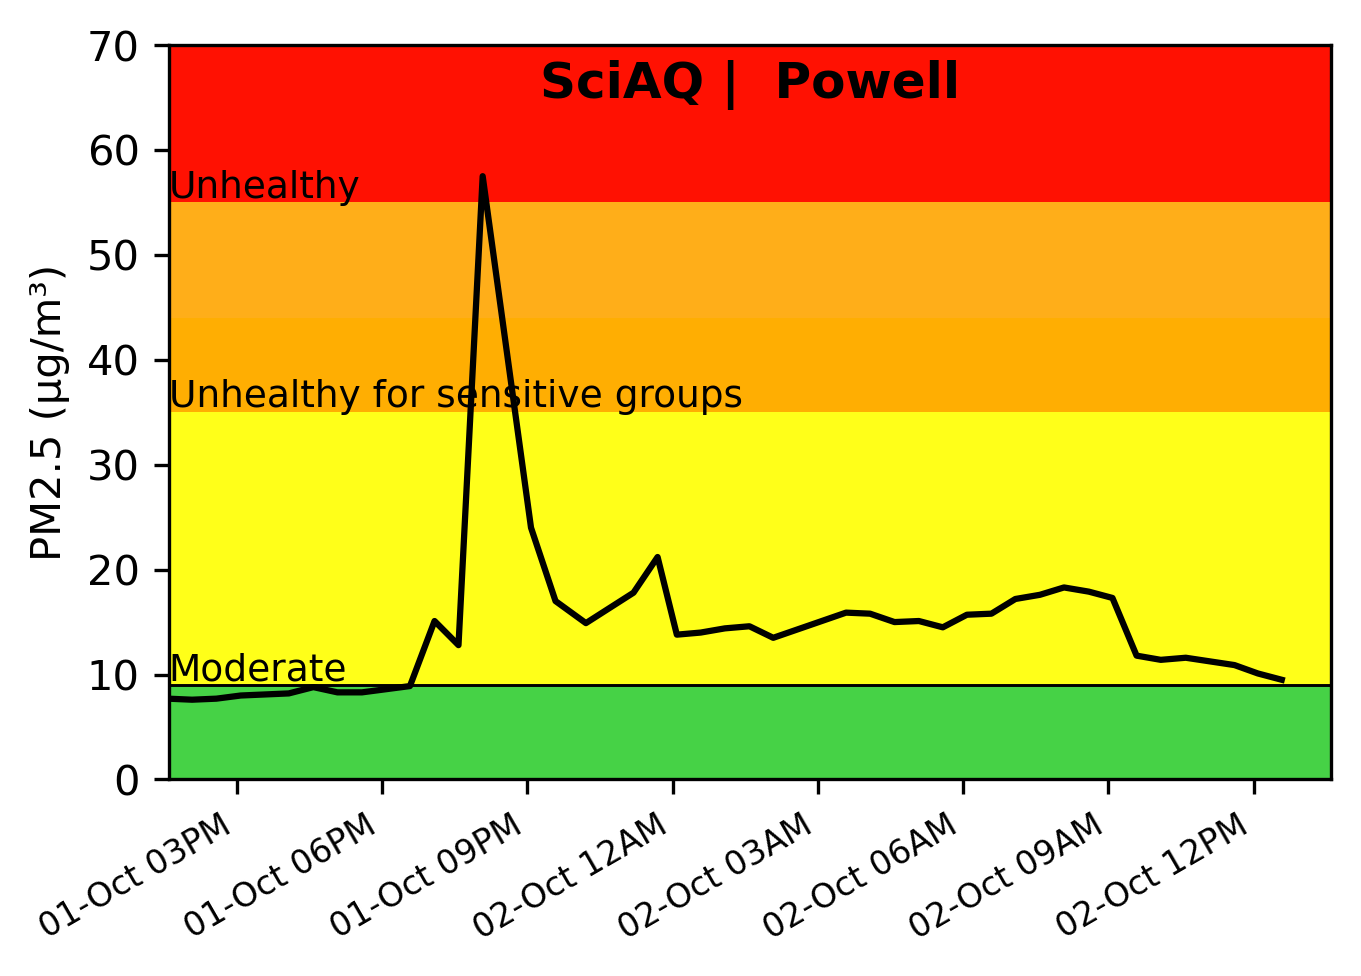 SciAQ |  Powell
PM2.5 (µg/m³)
70
60
50
40
30
20
10
0
Unhealthy
Unhealthy for sensitive groups
Moderate
01-Oct 03PM
01-Oct 06PM
01-Oct 09PM
02-Oct 12AM
02-Oct 03AM
02-Oct 06AM
02-Oct 09AM
02-Oct 12PM